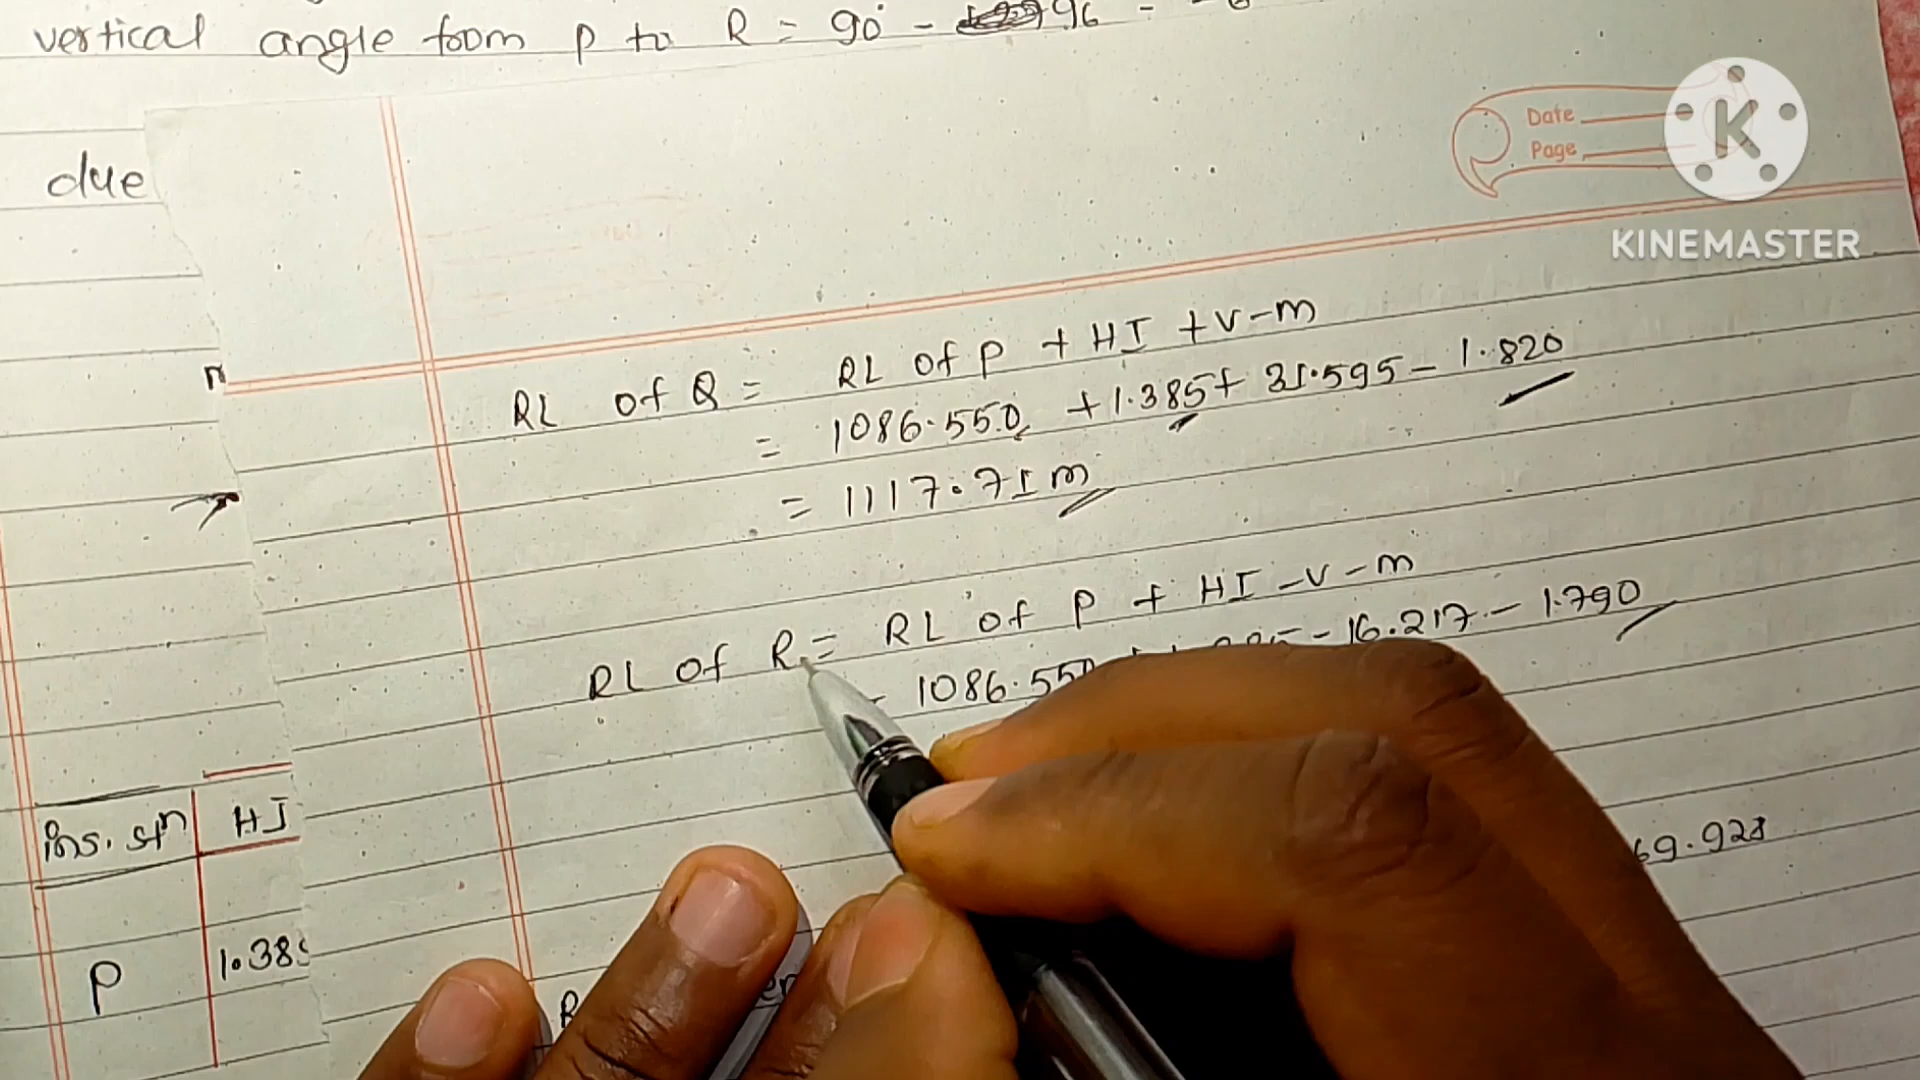 vertical angle from P to R = 90° - 96 -
due
Date
Page
KINEMASTER
n
RL of Q = RL of P + HI + V - m
= 1086.550 + 1.385 + 31.595 - 1.820
= 1117.71 m
RL of R = RL of P + HI - V - m
1086.550 - 16.217 - 1.790
ins. stn HI
69.928
P 1.385
R